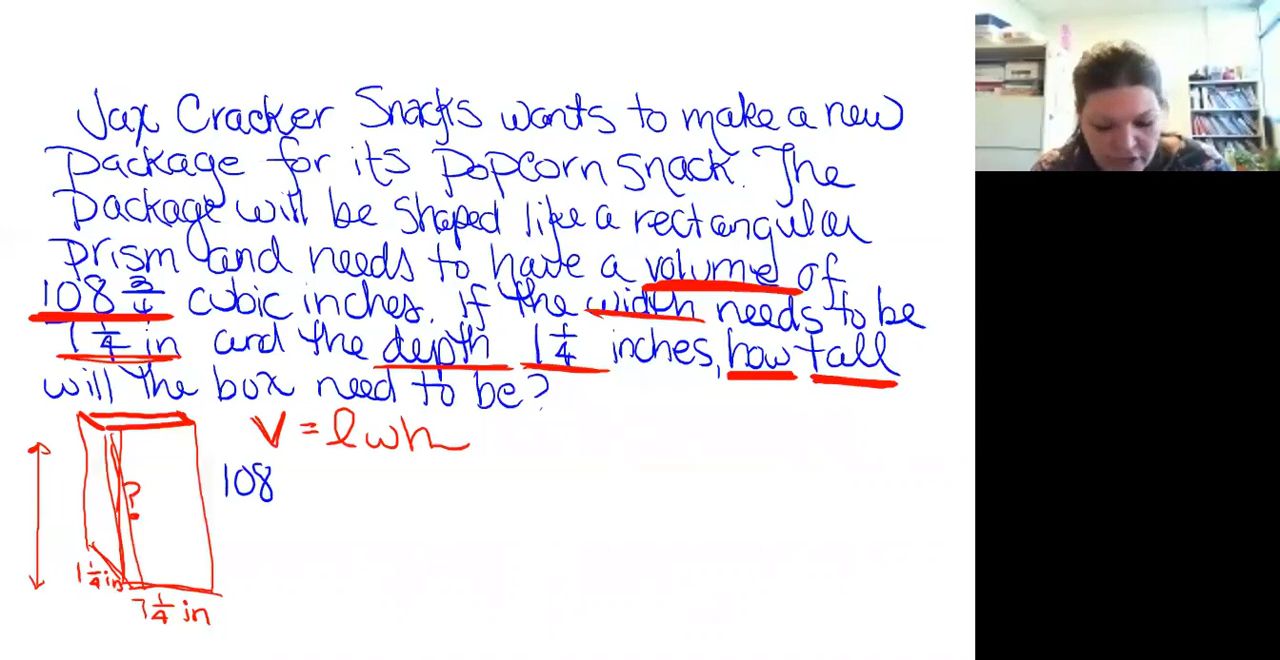 Jax Cracker Snacks wants to make a new
package for its popcorn snack. The
package will be shaped like a rectangular
prism and needs to have a volume of
108 3/4 cubic inches. If the width needs to be
7 1/4 in and the depth 1 1/4 inches, how tall
will the box need to be?
V = lwh
108
?
1 1/4 in
7 1/4 in